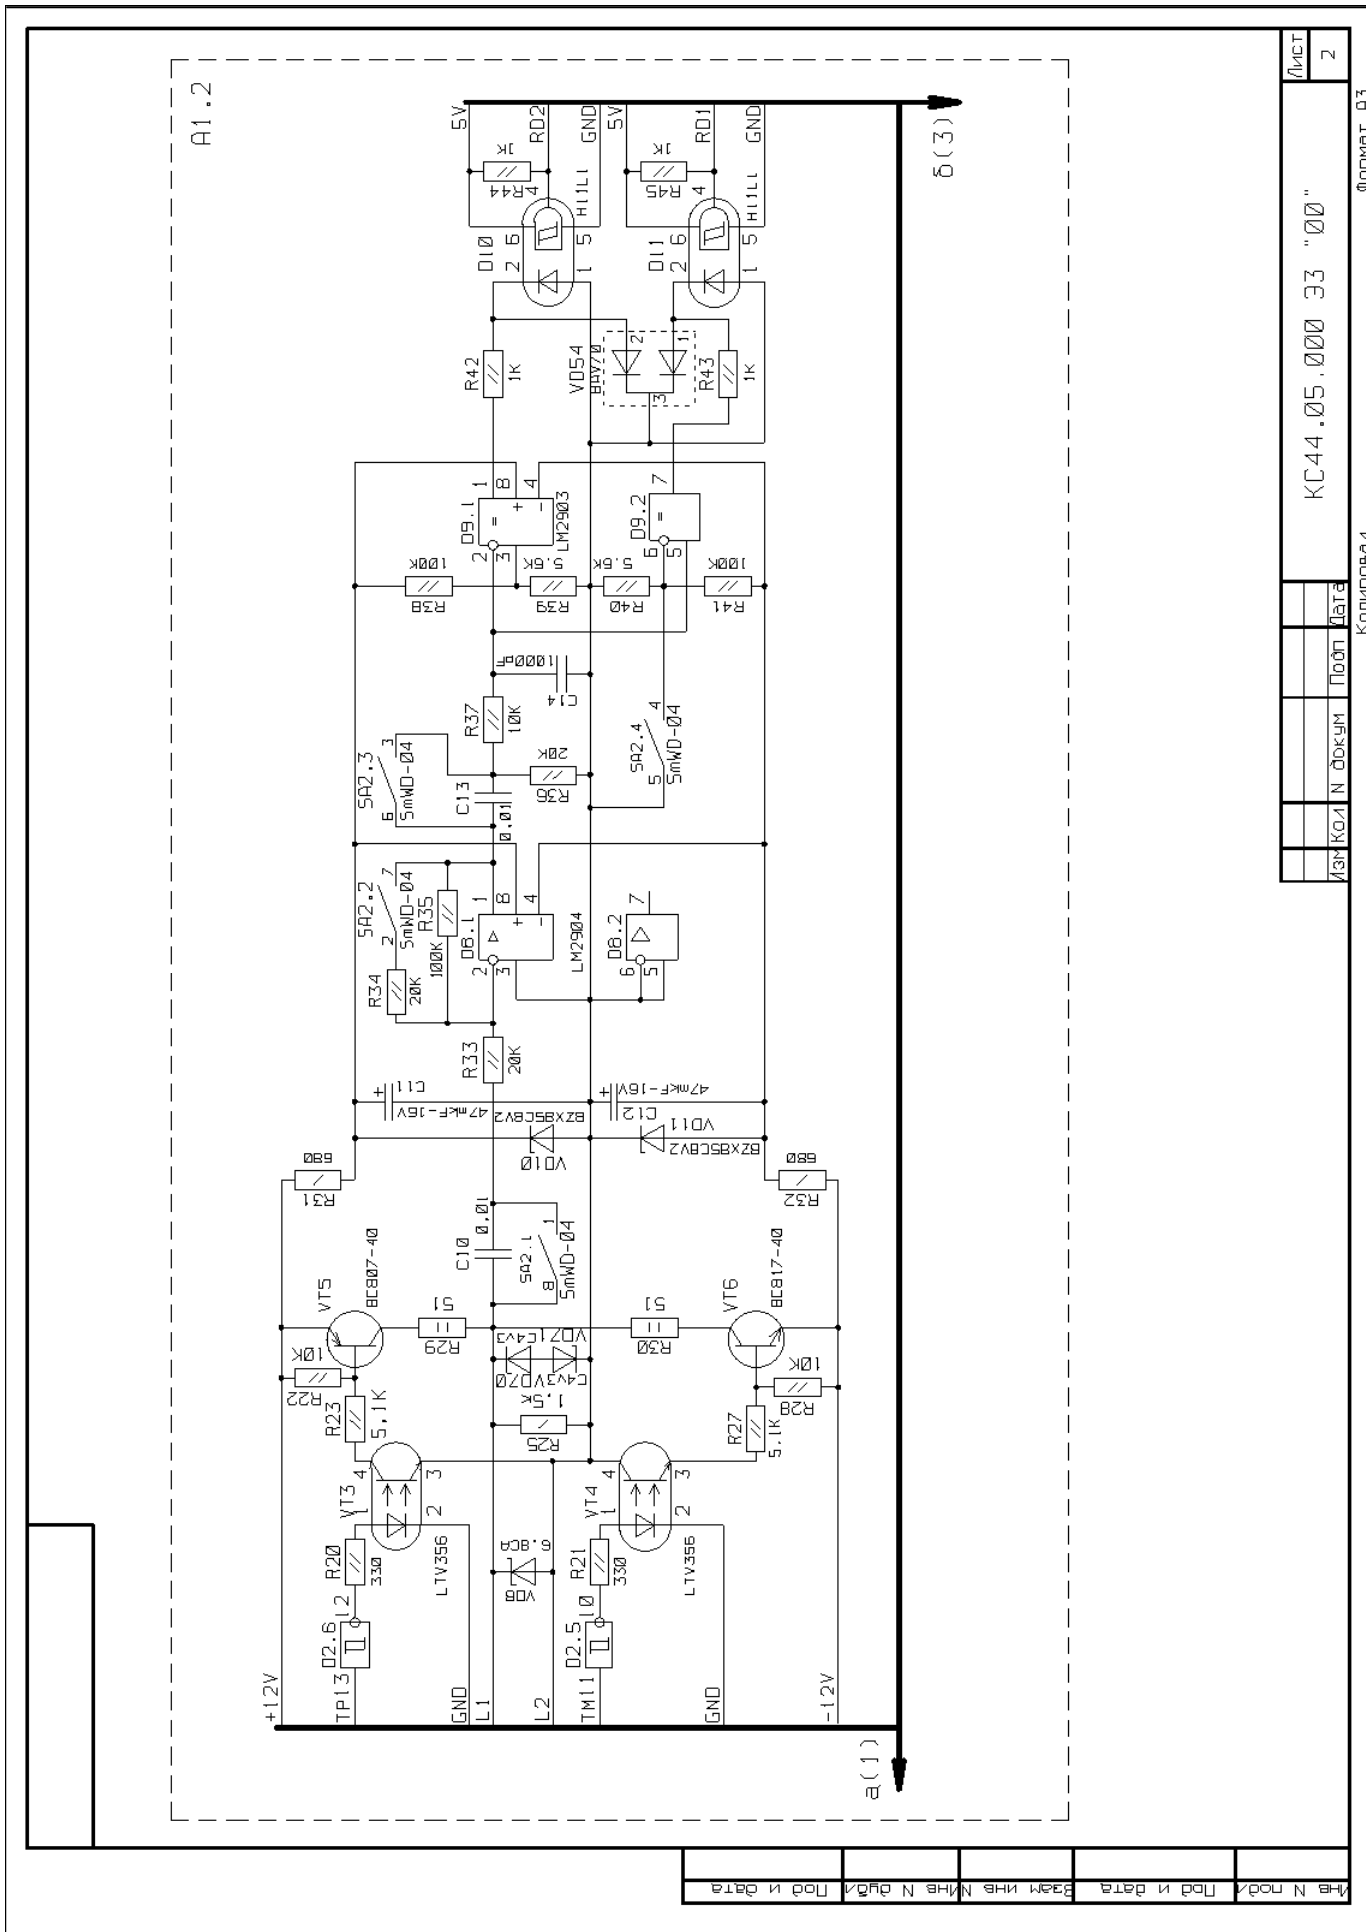 A1.2
+12V
TP13
D2.6
12
R20
330
VT3
1
2
4
3
LTV356
GND
L1
L2
VD8
6.8CA
TM11
D2.5
10
R21
330
VT4
1
2
4
3
LTV356
GND
-12V
а(1)
R22
10K
R23
5,1K
VT5
BC807-40
R29
51
R25
1,5к
VD70
C4v3
VD71
C4v3
R27
5.1K
R28
10K
VT6
BC817-40
R30
51
C10
0,01
SA2.1
8
1
SmWD-04
R31
680
R32
680
VD10
BZX85C8V2
VD11
BZX85C8V2
+
C11
47mkF-16V
+
C12
47mkF-16V
R33
20K
R34
20K
SA2.2
2
7
SmWD-04
R35
100K
D8.1
2
3
1
8
4
+
-
LM2904
D8.2
6
5
7
C13
0.01
SA2.3
6
3
SmWD-04
R36
20K
R37
10K
C14
1000pF
SA2.4
5
4
SmWD-04
R38
100K
R39
5.6K
R40
5.6K
R41
100K
D9.1
2
3
1
8
4
+
-
=
LM2903
D9.2
6
5
7
=
R42
1K
R43
1K
VD54
BAV70
2
1
3
D10
2
1
6
5
4
H11L1
D11
2
1
6
5
4
H11L1
R44
1K
R45
1K
5V
RD2
GND
5V
RD1
GND
б(3)
Изм
Кол
N докум
Подп
Дата
КС44.05.000 Э3 "00"
Лист
2
Копировал
Формат А3
Инв N подл
Под и дата
Взам инв N
Инв N дубл
Под и дата